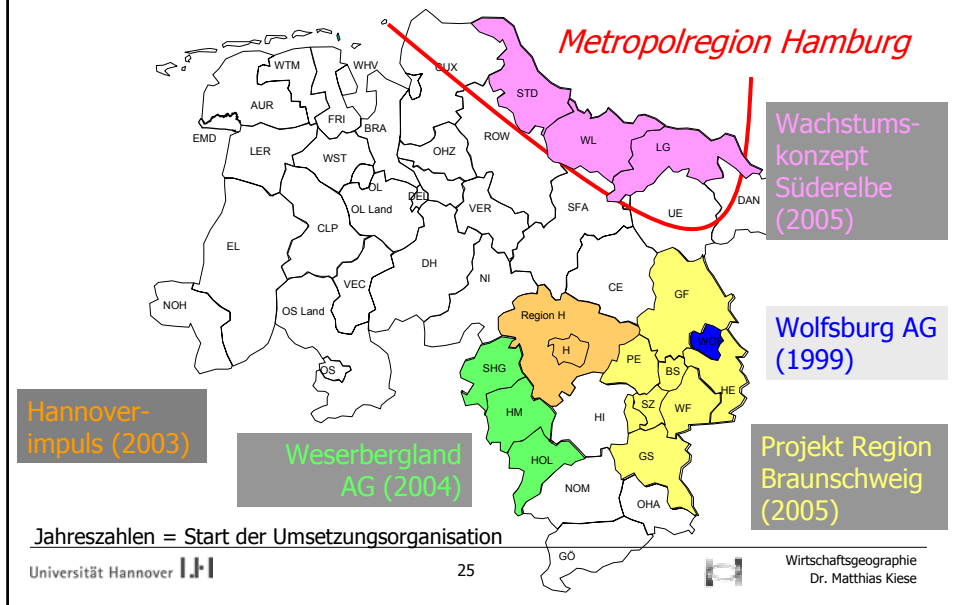 Metropolregion Hamburg
WTM
WHV
CUX
STD
AUR
FRI
BRA
EMD
LER
WST
OHZ
ROW
WL
LG
Wachstums-
konzept
Süderelbe
(2005)
OL
DEL
OL Land
VER
SFA
UE
DAN
EL
CLP
DH
NI
CE
GF
NOH
VEC
OS Land
Region H
H
PE
WOB
Wolfsburg AG
(1999)
OS
SHG
BS
HE
HM
HI
SZ
WF
Hannover-
impuls (2003)
Weserbergland
AG (2004)
HOL
GS
Projekt Region
Braunschweig
(2005)
NOM
OHA
GÖ
Jahreszahlen = Start der Umsetzungsorganisation
Universität Hannover
25
Wirtschaftsgeographie
Dr. Matthias Kiese